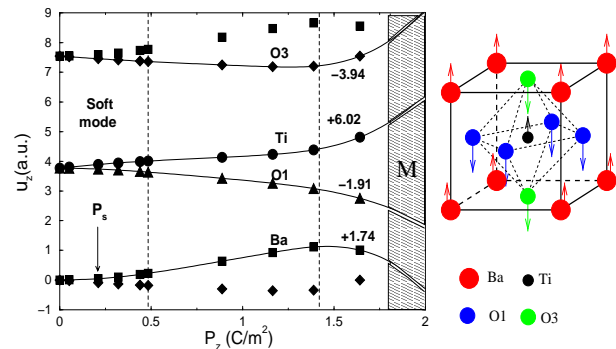 9
8
7
6
5
4
3
2
1
0
−1
u_z(a.u.)
O3
−3.94
Soft
mode
+6.02
Ti
O1
−1.91
P_s
Ba
+1.74
M
0
0.5
1
1.5
2
P_z (C/m²)
Ba
Ti
O1
O3